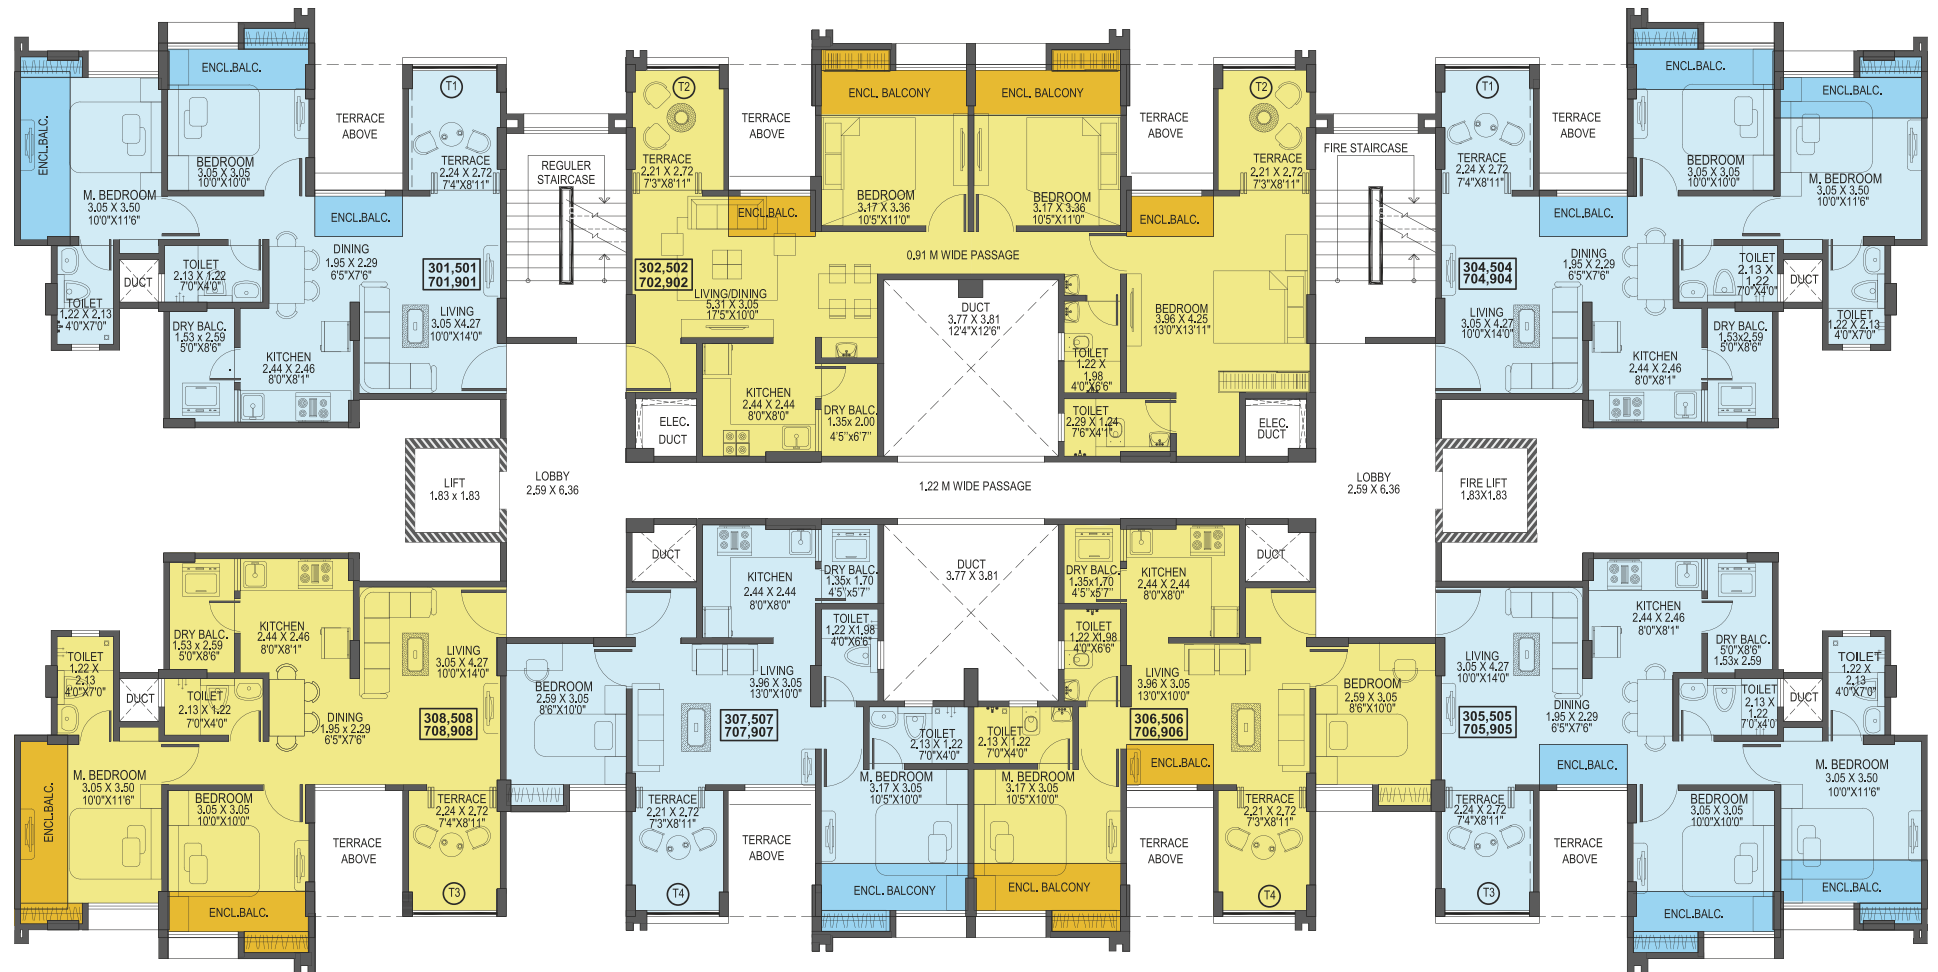 ENCL.BALC.
ENCL.BALC.
M. BEDROOM
3.05 X 3.50
10'0"X11'6"
BEDROOM
3.05 X 3.05
10'0"X10'0"
TERRACE
ABOVE
T1
TERRACE
2.24 X 2.72
7'4"X8'11"
ENCL.BALC.
TOILET
1.22 X 2.13
4'0"X7'0"
DUCT
TOILET
2.13 X 1.22
7'0"X4'0"
DINING
1.95 X 2.29
6'5"X7'6"
301,501
701,901
LIVING
3.05 X4.27
10'0"X14'0"
DRY BALC.
1.53 x 2.59
5'0"X8'6"
KITCHEN
2.44 X 2.46
8'0"X8'1"
REGULER
STAIRCASE
T2
TERRACE
2.21 X 2.72
7'3"X8'11"
TERRACE
ABOVE
ENCL. BALCONY
ENCL. BALCONY
ENCL.BALC.
BEDROOM
3.17 X 3.36
10'5"X11'0"
BEDROOM
3.17 X 3.36
10'5"X11'0"
0.91 M WIDE PASSAGE
302,502
702,902
LIVING/DINING
5.31 X 3.05
17'5"X10'0"
KITCHEN
2.44 X 2.44
8'0"X8'0"
DRY BALC.
1.35x 2.00
4'5"x6'7"
ELEC.
DUCT
DUCT
3.77 X 3.81
12'4"X12'6"
TERRACE
ABOVE
T2
TERRACE
2.21 X 2.72
7'3"X8'11"
ENCL.BALC.
BEDROOM
3.96 X 4.25
13'0"X13'11"
TOILET
1.22 X
1.98
4'0"X6'6"
TOILET
2.29 X 1.24
7'6"X4'1"
ELEC.
DUCT
FIRE STAIRCASE
T1
TERRACE
2.24 X 2.72
7'4"X8'11"
TERRACE
ABOVE
ENCL.BALC.
ENCL.BALC.
BEDROOM
3.05 X 3.05
10'0"X10'0"
M. BEDROOM
3.05 X 3.50
10'0"X11'6"
ENCL.BALC.
304,504
704,904
DINING
1.95 X 2.29
6'5"X7'6"
TOILET
2.13 X
1.22
7'0"X4'0"
DUCT
TOILET
1.22 X 2.13
4'0"X7'0"
LIVING
3.05 X 4.27
10'0"X14'0"
KITCHEN
2.44 X 2.46
8'0"X8'1"
DRY BALC.
1.53x2.59
5'0"X8'6"
LIFT
1.83 x 1.83
LOBBY
2.59 X 6.36
1.22 M WIDE PASSAGE
LOBBY
2.59 X 6.36
FIRE LIFT
1.83X1.83
TOILET
1.22 X
2.13
4'0"X7'0"
DUCT
DRY BALC.
1.53 x 2.59
5'0"X8'6"
KITCHEN
2.44 X 2.46
8'0"X8'1"
LIVING
3.05 X 4.27
10'0"X14'0"
TOILET
2.13 X 1.22
7'0"X4'0"
DINING
1.95 x 2.29
6'5"X7'6"
308,508
708,908
ENCL.BALC.
M. BEDROOM
3.05 X 3.50
10'0"X11'6"
BEDROOM
3.05 X 3.05
10'0"X10'0"
ENCL.BALC.
TERRACE
ABOVE
TERRACE
2.24 X 2.72
7'4"X8'11"
T3
DUCT
KITCHEN
2.44 X 2.44
8'0"X8'0"
DRY BALC.
1.35x 1.70
4'5"x5'7"
TOILET
1.22 X1.98
4'0"X6'6"
BEDROOM
2.59 X 3.05
8'6"X10'0"
LIVING
3.96 X 3.05
13'0"X10'0"
307,507
707,907
TOILET
2.13 X 1.22
7'0"X4'0"
TERRACE
2.21 X 2.72
7'3"X8'11"
T4
TERRACE
ABOVE
M. BEDROOM
3.17 X 3.05
10'5"X10'0"
ENCL. BALCONY
DUCT
3.77 X 3.81
DRY BALC.
1.35x1.70
4'5"x5'7"
KITCHEN
2.44 X 2.44
8'0"X8'0"
DUCT
TOILET
1.22 X1.98
4'0"X6'6"
LIVING
3.96 X 3.05
13'0"X10'0"
BEDROOM
2.59 X 3.05
8'6"X10'0"
306,506
706,906
TOILET
2.13 X 1.22
7'0"X4'0"
ENCL.BALC.
M. BEDROOM
3.17 X 3.05
10'5"X10'0"
ENCL. BALCONY
TERRACE
ABOVE
TERRACE
2.21 X 2.72
7'3"X8'11"
T4
KITCHEN
2.44 X 2.46
8'0"X8'1"
DRY BALC.
5'0"X8'6"
1.53x 2.59
LIVING
3.05 X 4.27
10'0"X14'0"
TOILET
1.22 X
2.13
4'0"X7'0"
305,505
705,905
DINING
1.95 X 2.29
6'5"X7'6"
TOILET
2.13 X
1.22
7'0"x4'0"
DUCT
ENCL.BALC.
M. BEDROOM
3.05 X 3.50
10'0"X11'6"
TERRACE
2.24 X 2.72
7'4"X8'11"
T3
TERRACE
ABOVE
BEDROOM
3.05 X 3.05
10'0"X10'0"
ENCL.BALC.
ENCL.BALC.